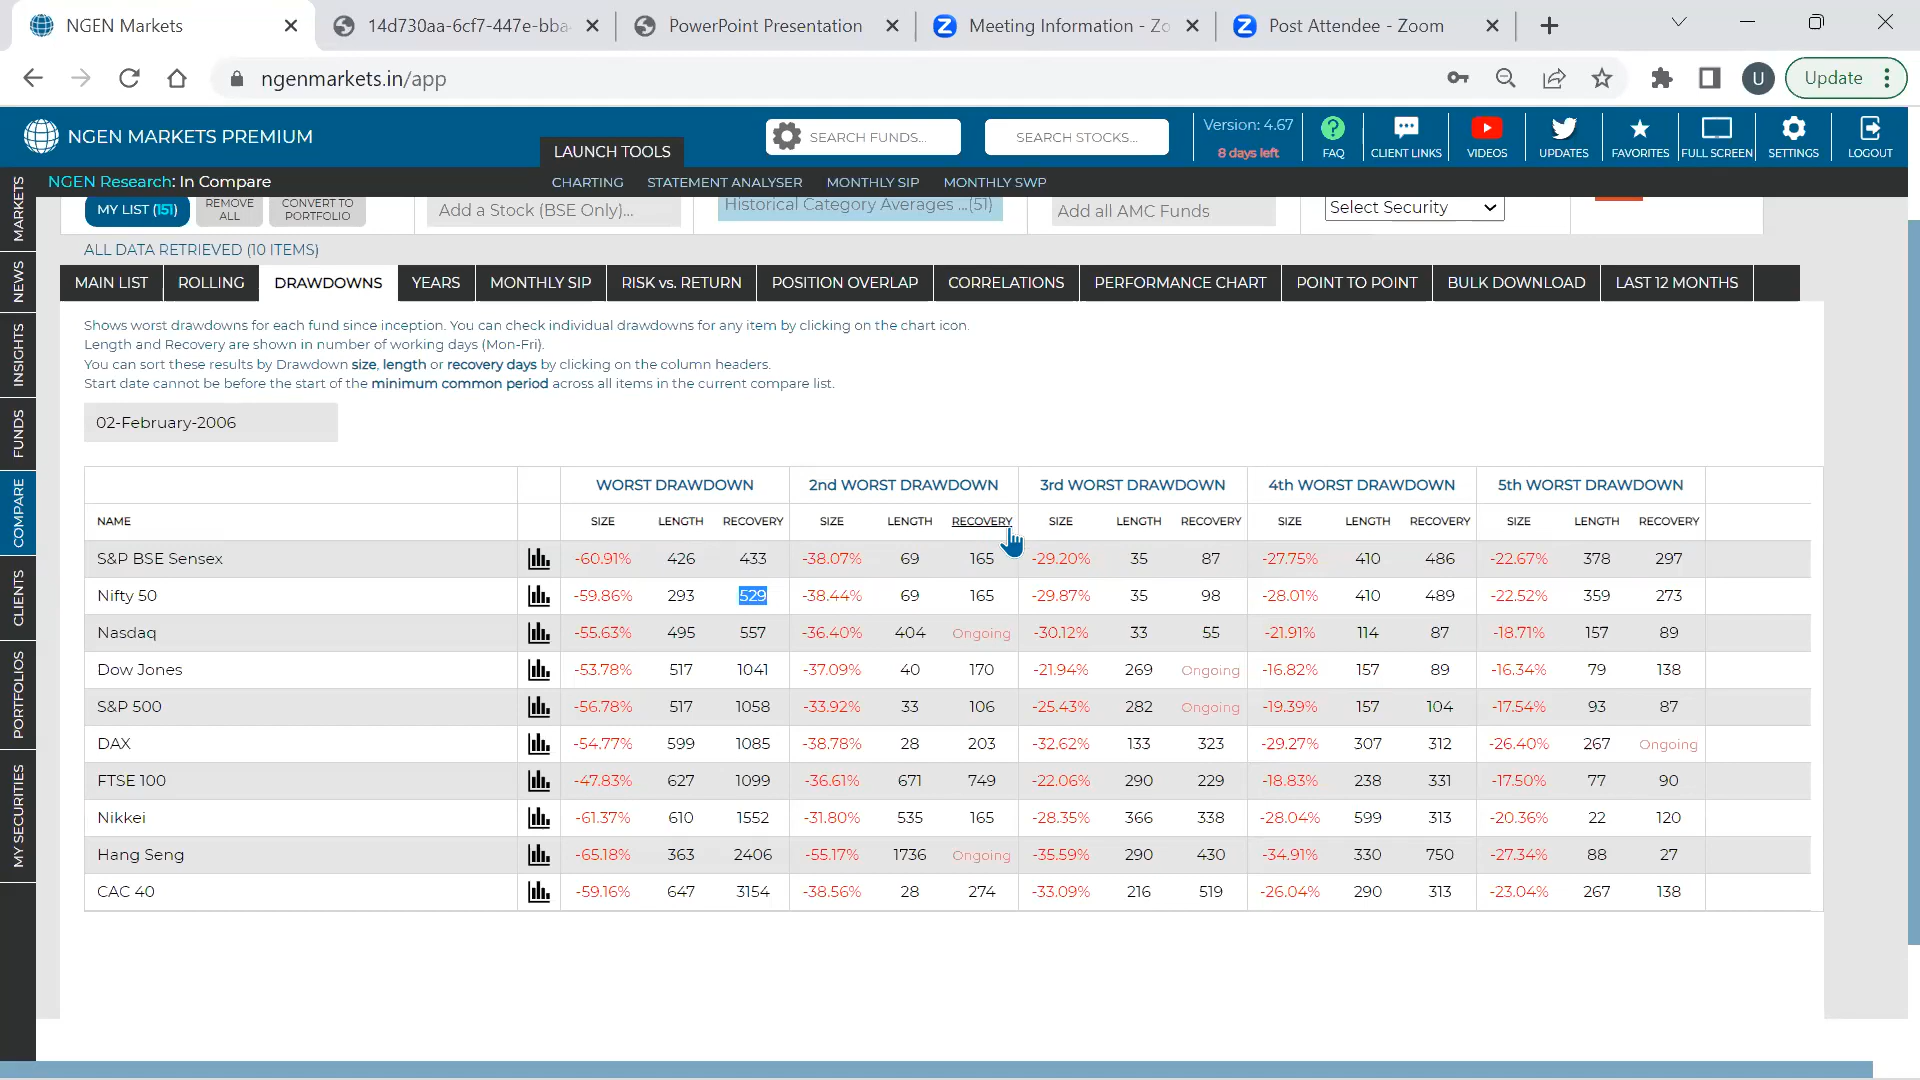 NGEN Markets
14d730aa-6cf7-447e-bba
PowerPoint Presentation
Meeting Information - Zo
Post Attendee - Zoom
ngenmarkets.in/app
U
Update
NGEN MARKETS PREMIUM
LAUNCH TOOLS
SEARCH FUNDS...
SEARCH STOCKS...
Version: 4.67
8 days left
FAQ
CLIENT LINKS
VIDEOS
UPDATES
FAVORITES
FULL SCREEN
SETTINGS
LOGOUT
NGEN Research: In Compare
CHARTING
STATEMENT ANALYSER
MONTHLY SIP
MONTHLY SWP
MARKETS
NEWS
INSIGHTS
FUNDS
COMPARE
CLIENTS
PORTFOLIOS
MY SECURITIES
MY LIST (151)
REMOVE ALL
CONVERT TO PORTFOLIO
Add a Stock (BSE Only)...
Historical Category Averages ...(51)
Add all AMC Funds
Select Security
ALL DATA RETRIEVED (10 ITEMS)
MAIN LIST
ROLLING
DRAWDOWNS
YEARS
MONTHLY SIP
RISK vs. RETURN
POSITION OVERLAP
CORRELATIONS
PERFORMANCE CHART
POINT TO POINT
BULK DOWNLOAD
LAST 12 MONTHS
Shows worst drawdowns for each fund since inception. You can check individual drawdowns for any item by clicking on the chart icon.
Length and Recovery are shown in number of working days (Mon-Fri).
You can sort these results by Drawdown size, length or recovery days by clicking on the column headers.
Start date cannot be before the start of the minimum common period across all items in the current compare list.
02-February-2006
WORST DRAWDOWN 2nd WORST DRAWDOWN 3rd WORST DRAWDOWN 4th WORST DRAWDOWN 5th WORST DRAWDOWN
NAME SIZE LENGTH RECOVERY SIZE LENGTH RECOVERY SIZE LENGTH RECOVERY SIZE LENGTH RECOVERY SIZE LENGTH RECOVERY
S&P BSE Sensex -60.91% 426 433 -38.07% 69 165 -29.20% 35 87 -27.75% 410 486 -22.67% 378 297
Nifty 50 -59.86% 293 529 -38.44% 69 165 -29.87% 35 98 -28.01% 410 489 -22.52% 359 273
Nasdaq -55.63% 495 557 -36.40% 404 Ongoing -30.12% 33 55 -21.91% 114 87 -18.71% 157 89
Dow Jones -53.78% 517 1041 -37.09% 40 170 -21.94% 269 Ongoing -16.82% 157 89 -16.34% 79 138
S&P 500 -56.78% 517 1058 -33.92% 33 106 -25.43% 282 Ongoing -19.39% 157 104 -17.54% 93 87
DAX -54.77% 599 1085 -38.78% 28 203 -32.62% 133 323 -29.27% 307 312 -26.40% 267 Ongoing
FTSE 100 -47.83% 627 1099 -36.61% 671 749 -22.06% 290 229 -18.83% 238 331 -17.50% 77 90
Nikkei -61.37% 610 1552 -31.80% 535 165 -28.35% 366 338 -28.04% 599 313 -20.36% 22 120
Hang Seng -65.18% 363 2406 -55.17% 1736 Ongoing -35.59% 290 430 -34.91% 330 750 -27.34% 88 27
CAC 40 -59.16% 647 3154 -38.56% 28 274 -33.09% 216 519 -26.04% 290 313 -23.04% 267 138